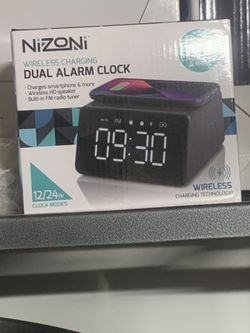 NiZONi
WIRELESS CHARGING
DUAL ALARM CLOCK
• Charges smartphone & more
• Wireless HD speaker
• Built-in FM radio tuner
FM
09:30
12/24hr
CLOCK MODES
WIRELESS
CHARGING TECHNOLOGY